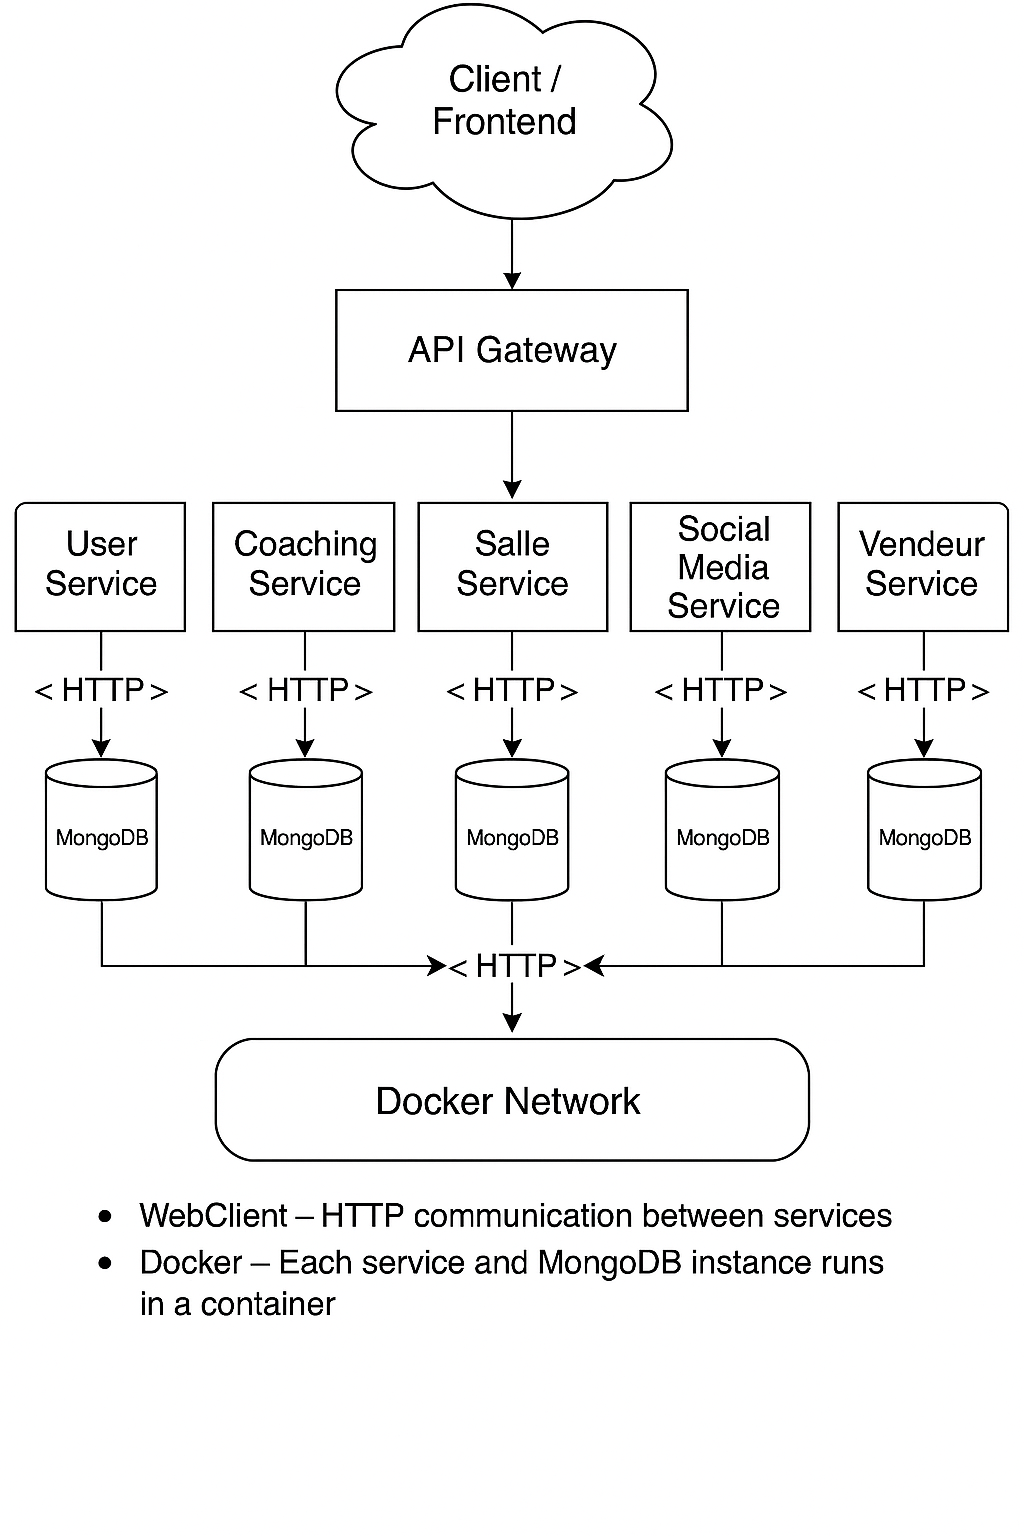 Client /
Frontend
API Gateway
User
Service
Coaching
Service
Salle
Service
Social
Media
Service
Vendeur
Service
< HTTP >
< HTTP >
< HTTP >
< HTTP >
< HTTP >
MongoDB
MongoDB
MongoDB
MongoDB
MongoDB
< HTTP >
Docker Network
• WebClient – HTTP communication between services
• Docker – Each service and MongoDB instance runs
in a container